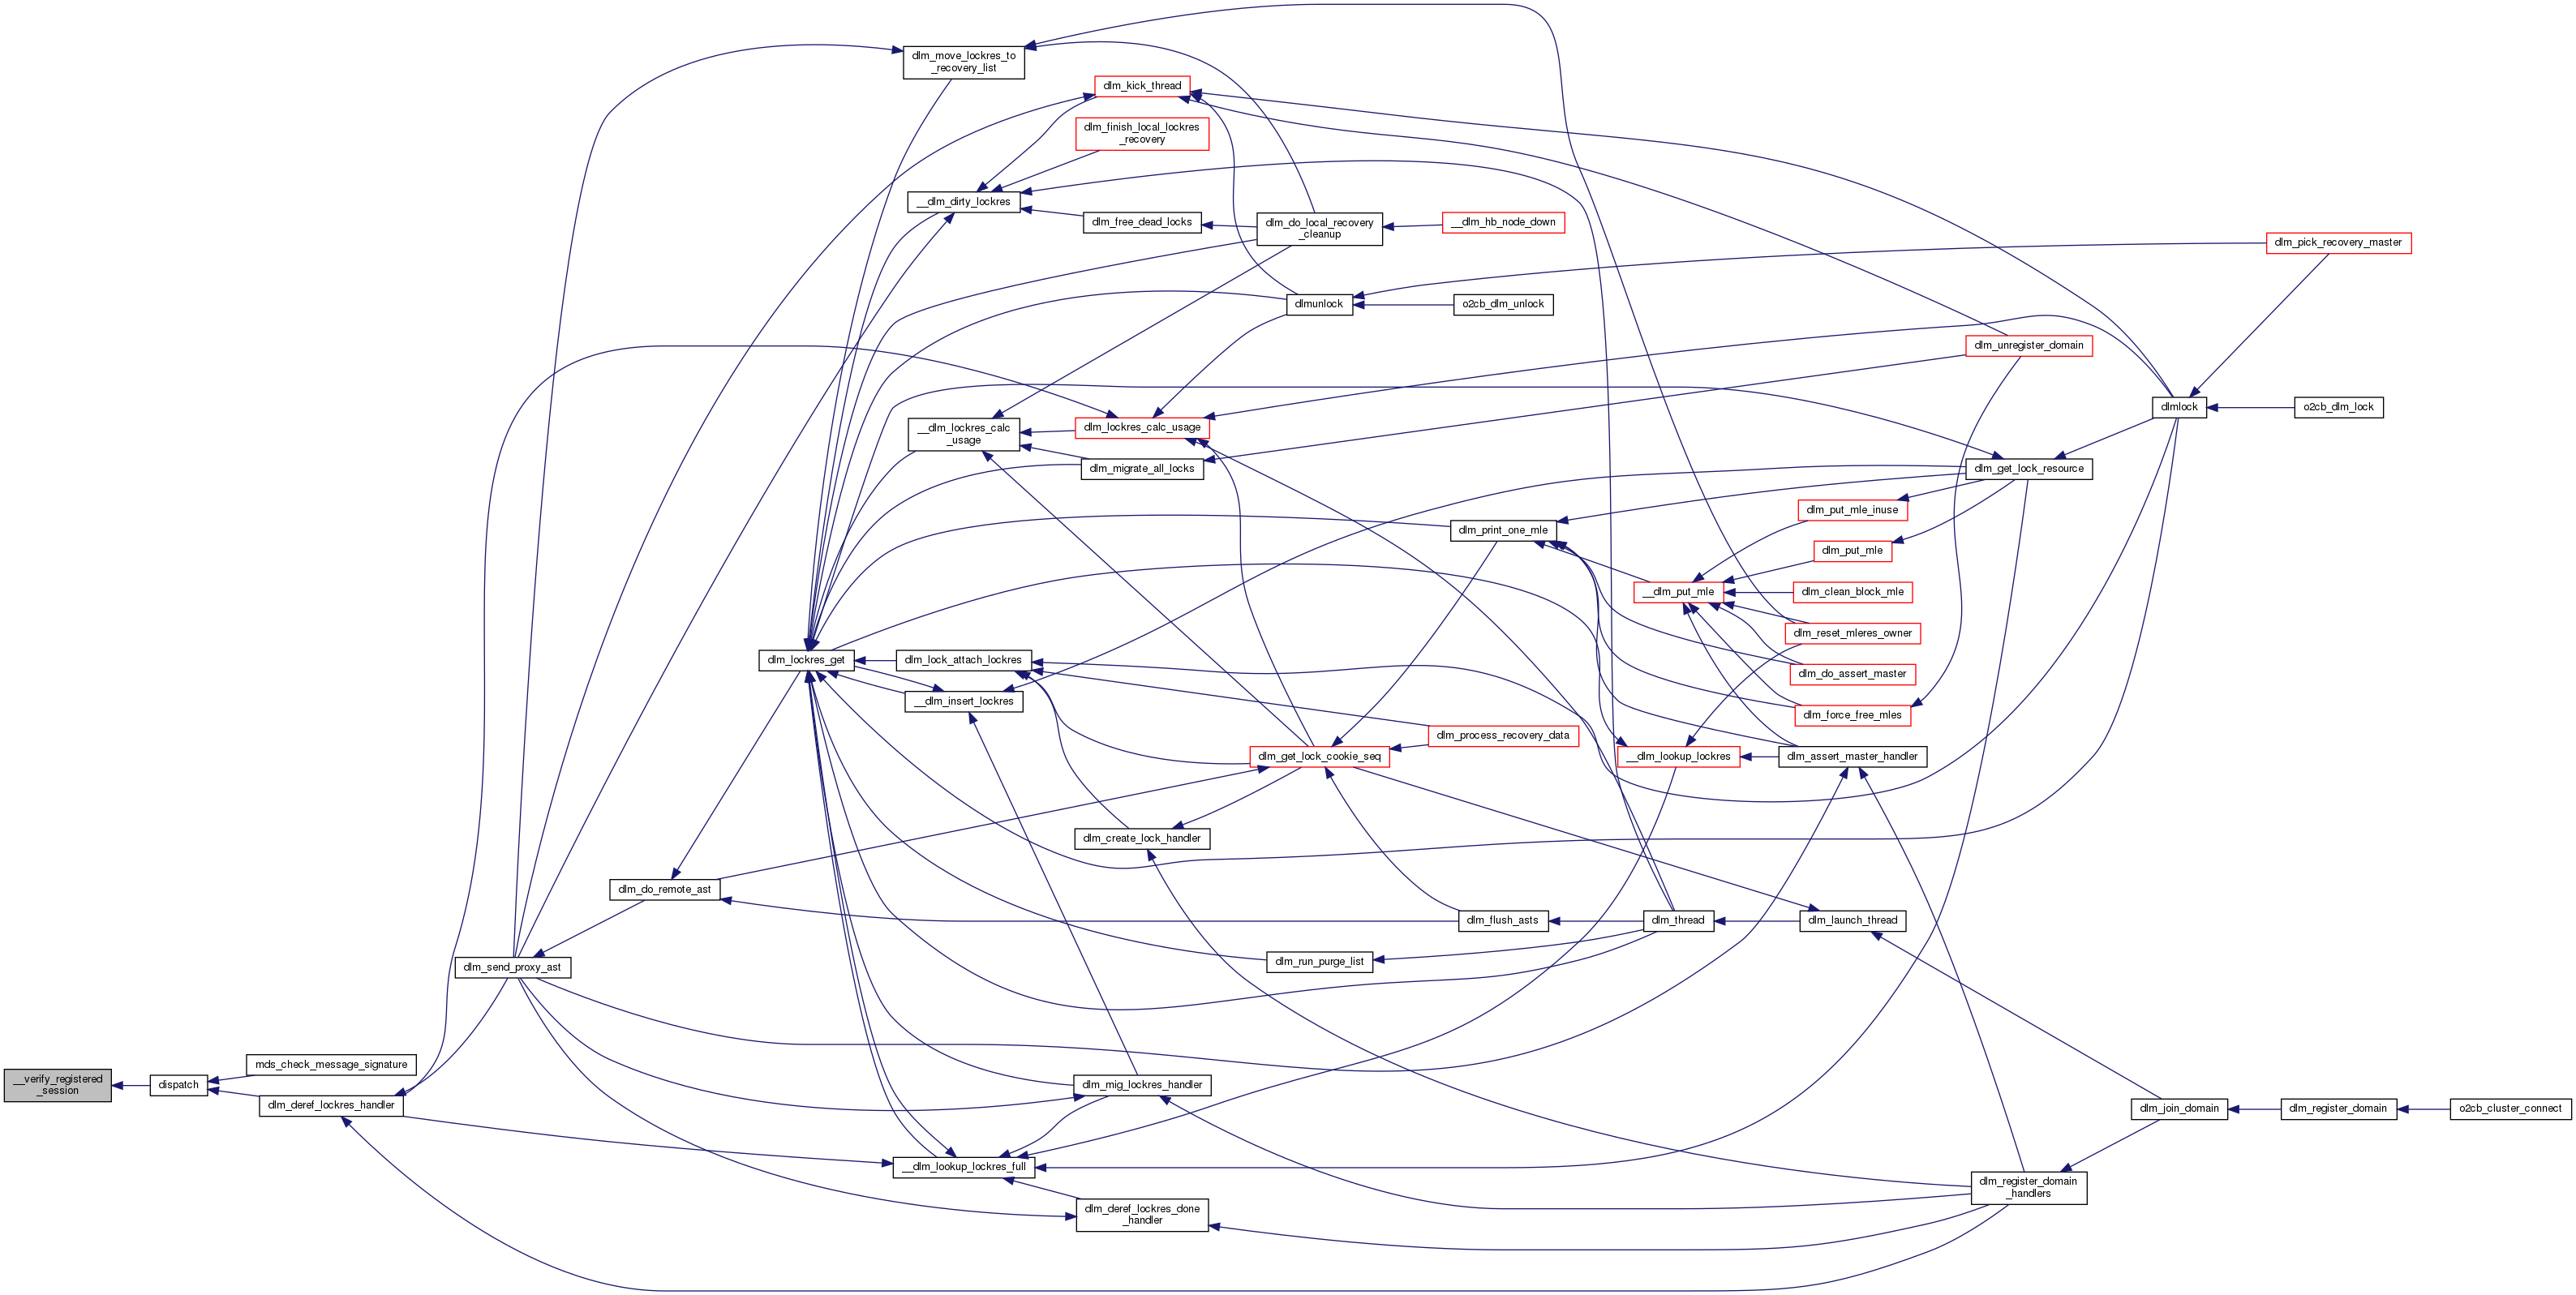 dlm_move_lockres_to
_recovery_list
dlm_kick_thread
dlm_finish_local_lockres
_recovery
__dlm_dirty_lockres
dlm_free_dead_locks
dlm_do_local_recovery
_cleanup
__dlm_hb_node_down
dlm_pick_recovery_master
dlmunlock
o2cb_dlm_unlock
dlm_unregister_domain
dlmlock
o2cb_dlm_lock
__dlm_lockres_calc
_usage
dlm_lockres_calc_usage
dlm_migrate_all_locks
dlm_get_lock_resource
dlm_put_mle_inuse
dlm_print_one_mle
dlm_put_mle
__dlm_put_mle
dlm_clean_block_mle
dlm_reset_mleres_owner
dlm_lockres_get
dlm_lock_attach_lockres
dlm_do_assert_master
__dlm_insert_lockres
dlm_force_free_mles
dlm_process_recovery_data
dlm_get_lock_cookie_seq
__dlm_lookup_lockres
dlm_assert_master_handler
dlm_create_lock_handler
dlm_do_remote_ast
dlm_flush_asts
dlm_thread
dlm_launch_thread
dlm_send_proxy_ast
dlm_run_purge_list
mds_check_message_signature
__verify_registered
_session
dispatch
dlm_deref_lockres_handler
dlm_mig_lockres_handler
dlm_join_domain
dlm_register_domain
o2cb_cluster_connect
__dlm_lookup_lockres_full
dlm_register_domain
_handlers
dlm_deref_lockres_done
_handler